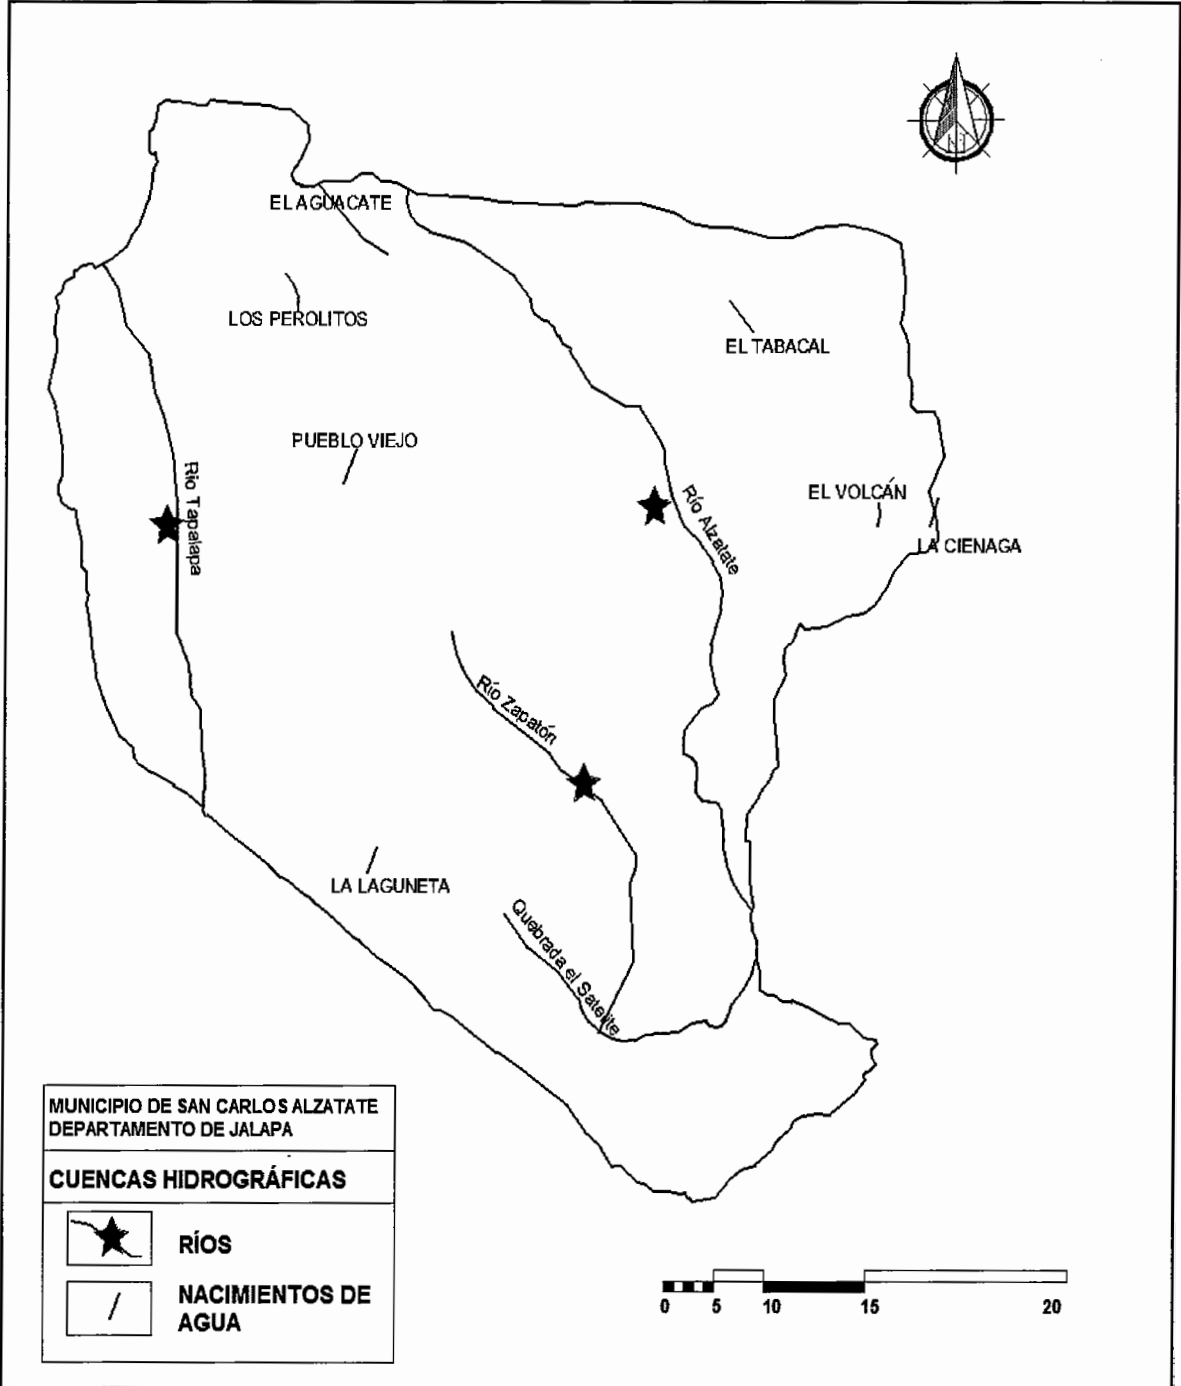 EL AGUACATE
LOS PEROLITOS
EL TABACAL
PUEBLO VIEJO
Río Tapalapa
EL VOLCÁN
Río Alzatate
LA CIENAGA
Río Zapatón
LA LAGUNETA
Quebrada el Satelite
MUNICIPIO DE SAN CARLOS ALZATATE
DEPARTAMENTO DE JALAPA
CUENCAS HIDROGRÁFICAS
RÍOS
NACIMIENTOS DE
AGUA
0 5 10 15 20